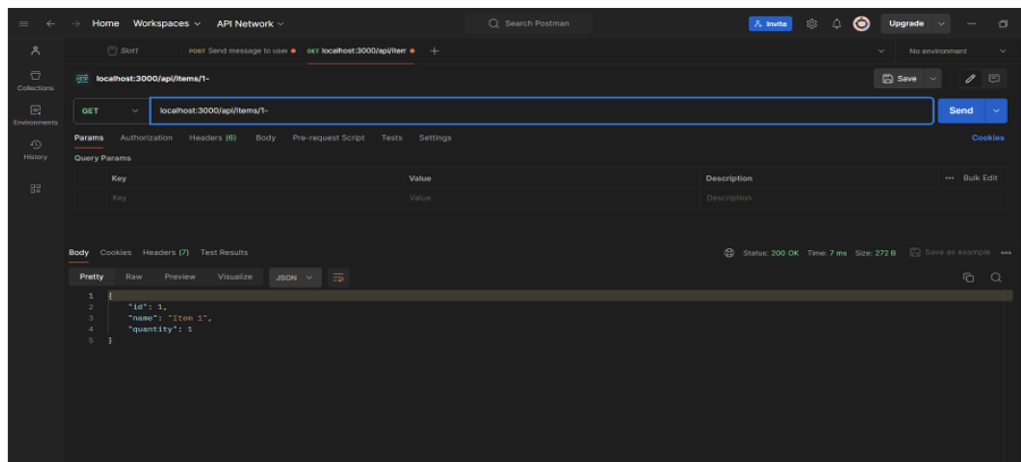 Home Workspaces API Network Search Postman Invite Upgrade
Slot1 POST Send message to user GET localhost:3000/api/item No environment
HTTP localhost:3000/api/items/1- Save
Collections
GET localhost:3000/api/items/1- Send
Environments
Params Authorization Headers (6) Body Pre-request Script Tests Settings Cookies
History
Query Params
Key Value Description Bulk Edit
Key Value Description
Body Cookies Headers (7) Test Results Status: 200 OK Time: 7 ms Size: 272 B Save as example
Pretty Raw Preview Visualize JSON
1 {
2 "id": 1,
3 "name": "Item 1",
4 "quantity": 1
5 }